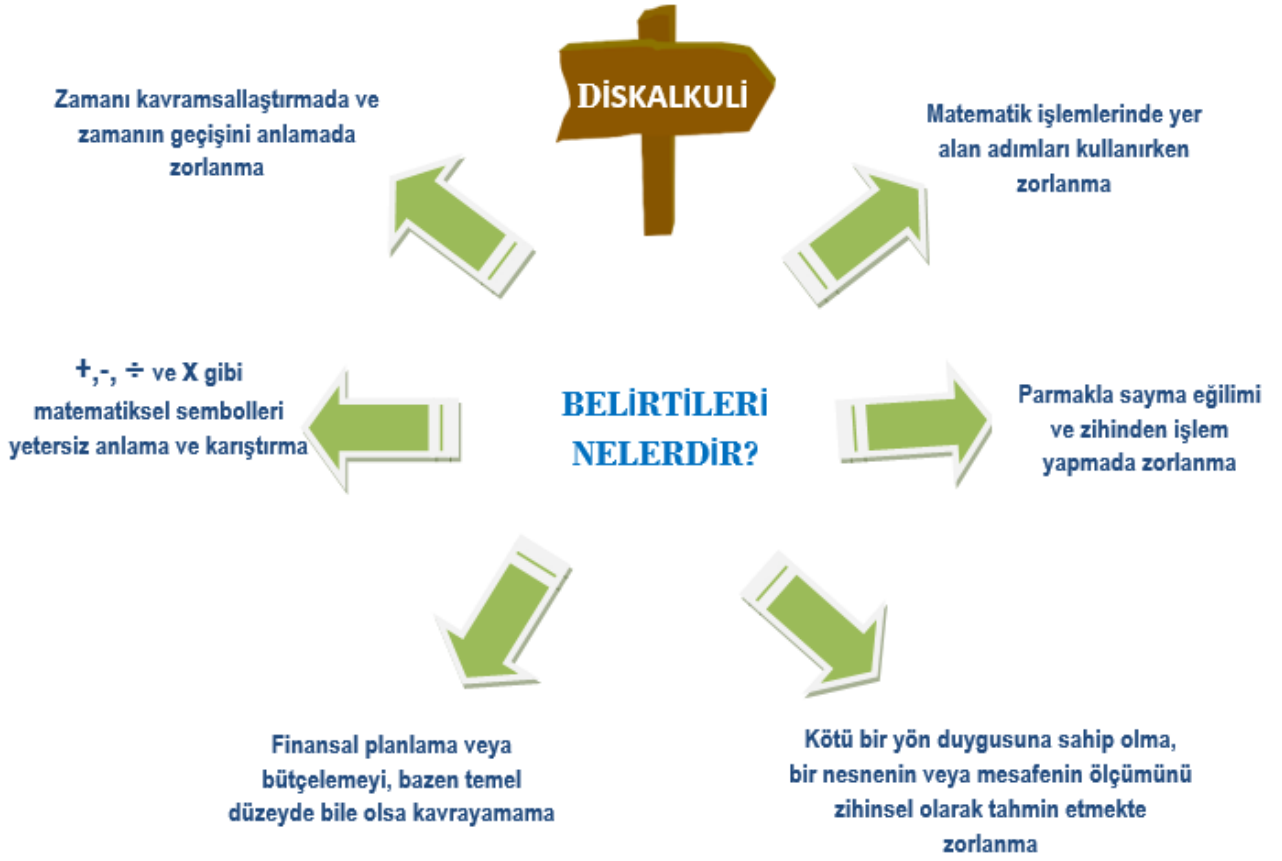 DİSKALKULİ
Zamanı kavramsallaştırmada ve
zamanın geçişini anlamada
zorlanma
Matematik işlemlerinde yer
alan adımları kullanırken
zorlanma
+,-, ÷ ve x gibi
matematiksel sembolleri
yetersiz anlama ve karıştırma
BELİRTİLERİ
NELERDİR?
Parmakla sayma eğilimi
ve zihinden işlem
yapmada zorlanma
Finansal planlama veya
bütçelemeyi, bazen temel
düzeyde bile olsa kavrayamama
Kötü bir yön duygusuna sahip olma,
bir nesnenin veya mesafenin ölçümünü
zihinsel olarak tahmin etmekte
zorlanma